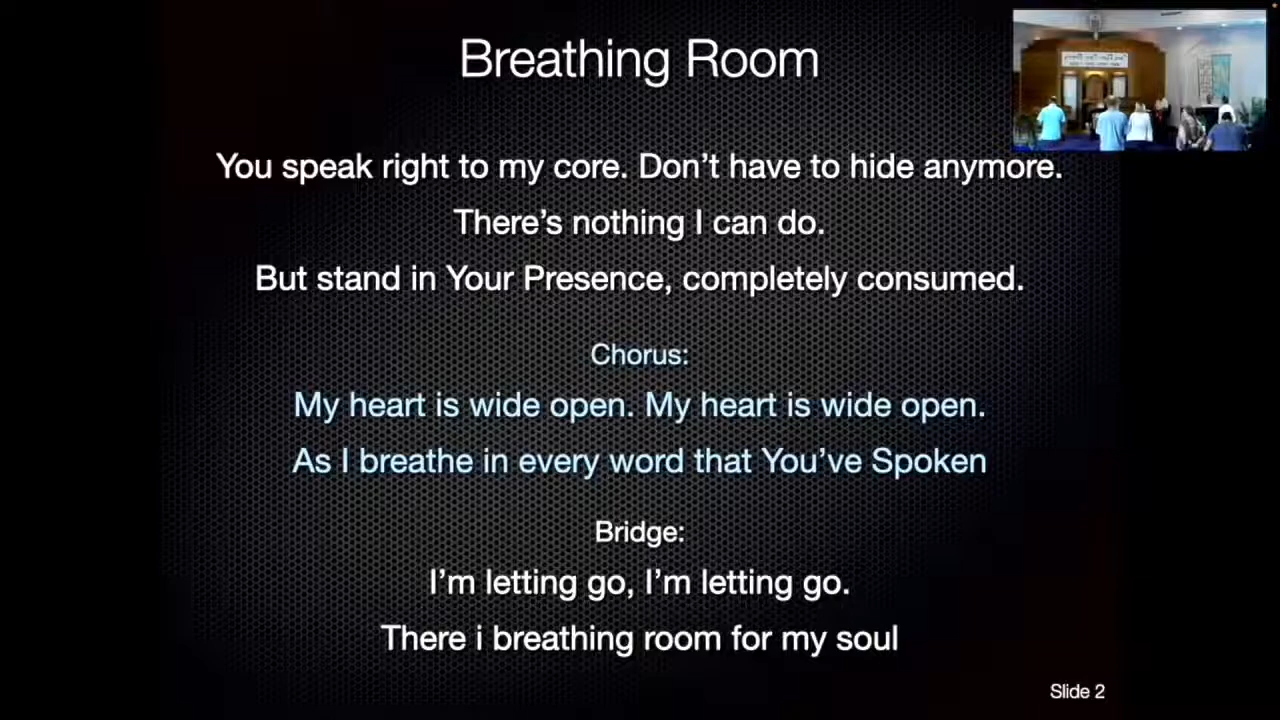 Breathing Room
You speak right to my core. Don’t have to hide anymore.
There’s nothing I can do.
But stand in Your Presence, completely consumed.
Chorus:
My heart is wide open. My heart is wide open.
As I breathe in every word that You’ve Spoken
Bridge:
I’m letting go, I’m letting go.
There i breathing room for my soul
Slide 2